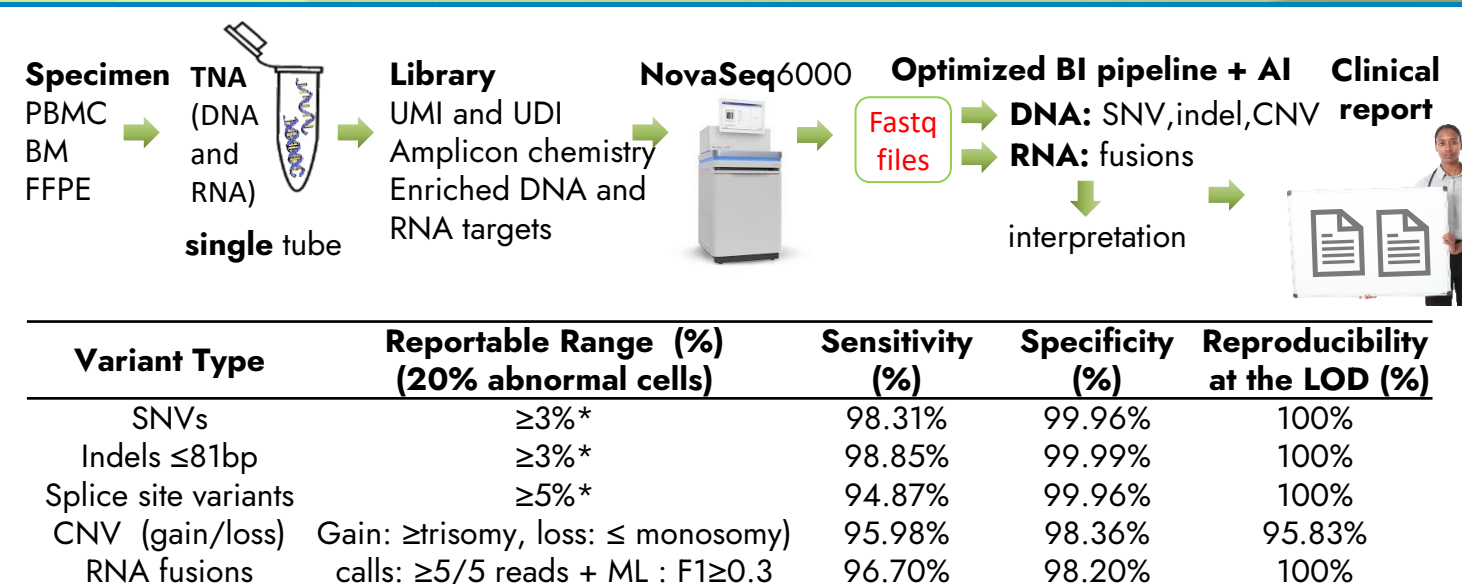 Specimen
PBMC
BM
FFPE
TNA
(DNA
and
RNA)
single tube
Library
UMI and UDI
Amplicon chemistry
Enriched DNA and
RNA targets
NovaSeq6000
Optimized BI pipeline + AI
Fastq
files
DNA: SNV,indel,CNV
RNA: fusions
interpretation
Clinical
report
Variant Type Reportable Range (%) (20% abnormal cells) Sensitivity (%) Specificity (%) Reproducibility at the LOD (%)
SNVs ≥3%* 98.31% 99.96% 100%
Indels ≤81bp ≥3%* 98.85% 99.99% 100%
Splice site variants ≥5%* 94.87% 99.96% 100%
CNV (gain/loss) Gain: ≥trisomy, loss: ≤ monosomy) 95.98% 98.36% 95.83%
RNA fusions calls: ≥5/5 reads + ML : F1≥0.3 96.70% 98.20% 100%